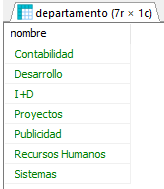 departamento (7r × 1c)
nombre
Contabilidad
Desarrollo
I+D
Proyectos
Publicidad
Recursos Humanos
Sistemas